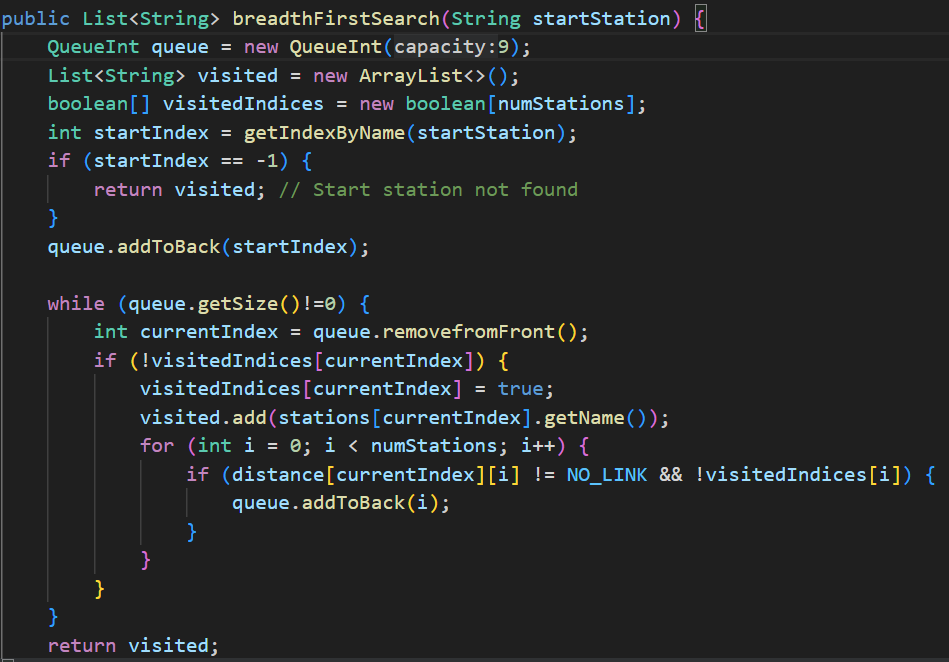 public List<String> breadthFirstSearch(String startStation) {
    QueueInt queue = new QueueInt(capacity:9);
    List<String> visited = new ArrayList<>();
    boolean[] visitedIndices = new boolean[numStations];
    int startIndex = getIndexByName(startStation);
    if (startIndex == -1) {
        return visited; // Start station not found
    }
    queue.addToBack(startIndex);

    while (queue.getSize()!=0) {
        int currentIndex = queue.removefromFront();
        if (!visitedIndices[currentIndex]) {
            visitedIndices[currentIndex] = true;
            visited.add(stations[currentIndex].getName());
            for (int i = 0; i < numStations; i++) {
                if (distance[currentIndex][i] != NO_LINK && !visitedIndices[i]) {
                    queue.addToBack(i);
                }
            }
        }
    }
    return visited;